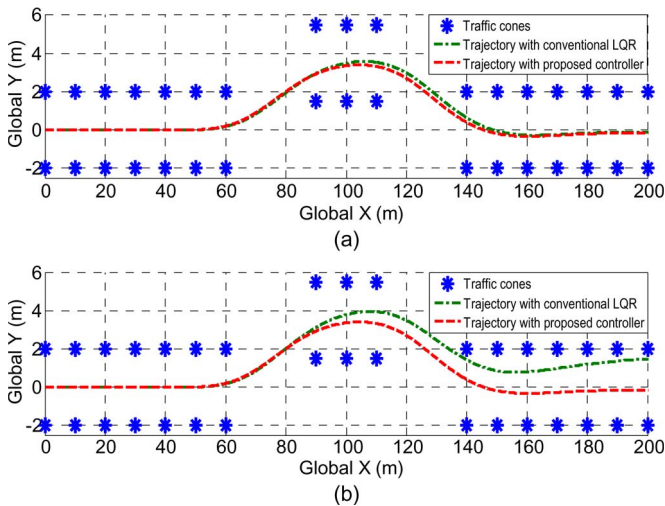 6
4
2
0
-2
Global Y (m)
Traffic cones
Trajectory with conventional LQR
Trajectory with proposed controller
0 20 40 60 80 100 120 140 160 180 200
Global X (m)
(a)
6
4
2
0
-2
Global Y (m)
Traffic cones
Trajectory with conventional LQR
Trajectory with proposed controller
0 20 40 60 80 100 120 140 160 180 200
Global X (m)
(b)